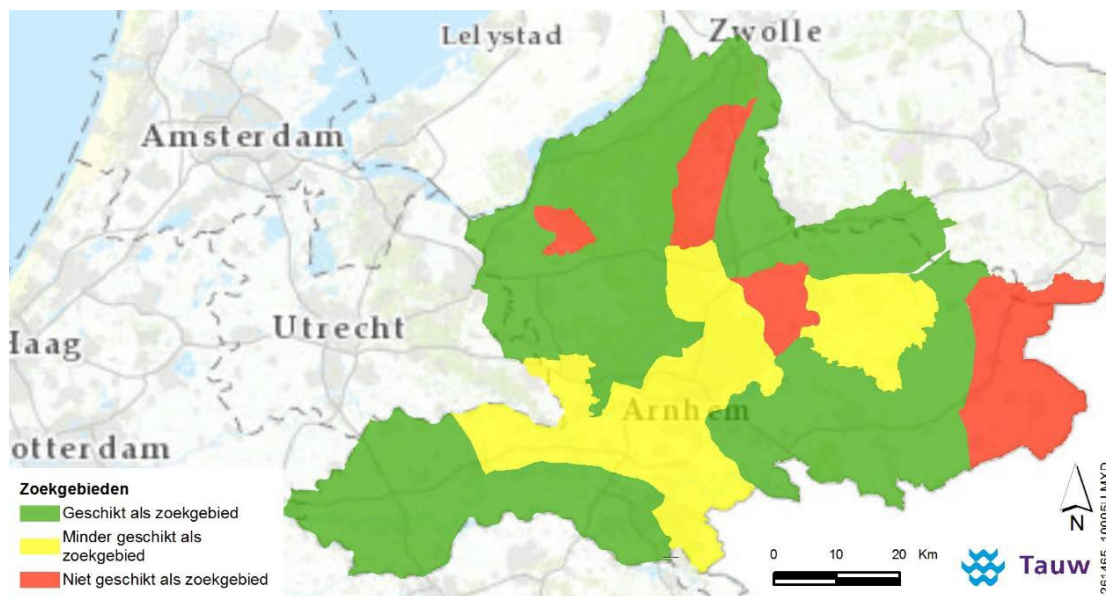 Lelystad
Zwolle
Amsterdam
Utrecht
Haag
Arnhem
otterdam
Zoekgebieden
Geschikt als zoekgebied
Minder geschikt als
zoekgebied
Niet geschikt als zoekgebied
0 10 20 Km
N
Tauw